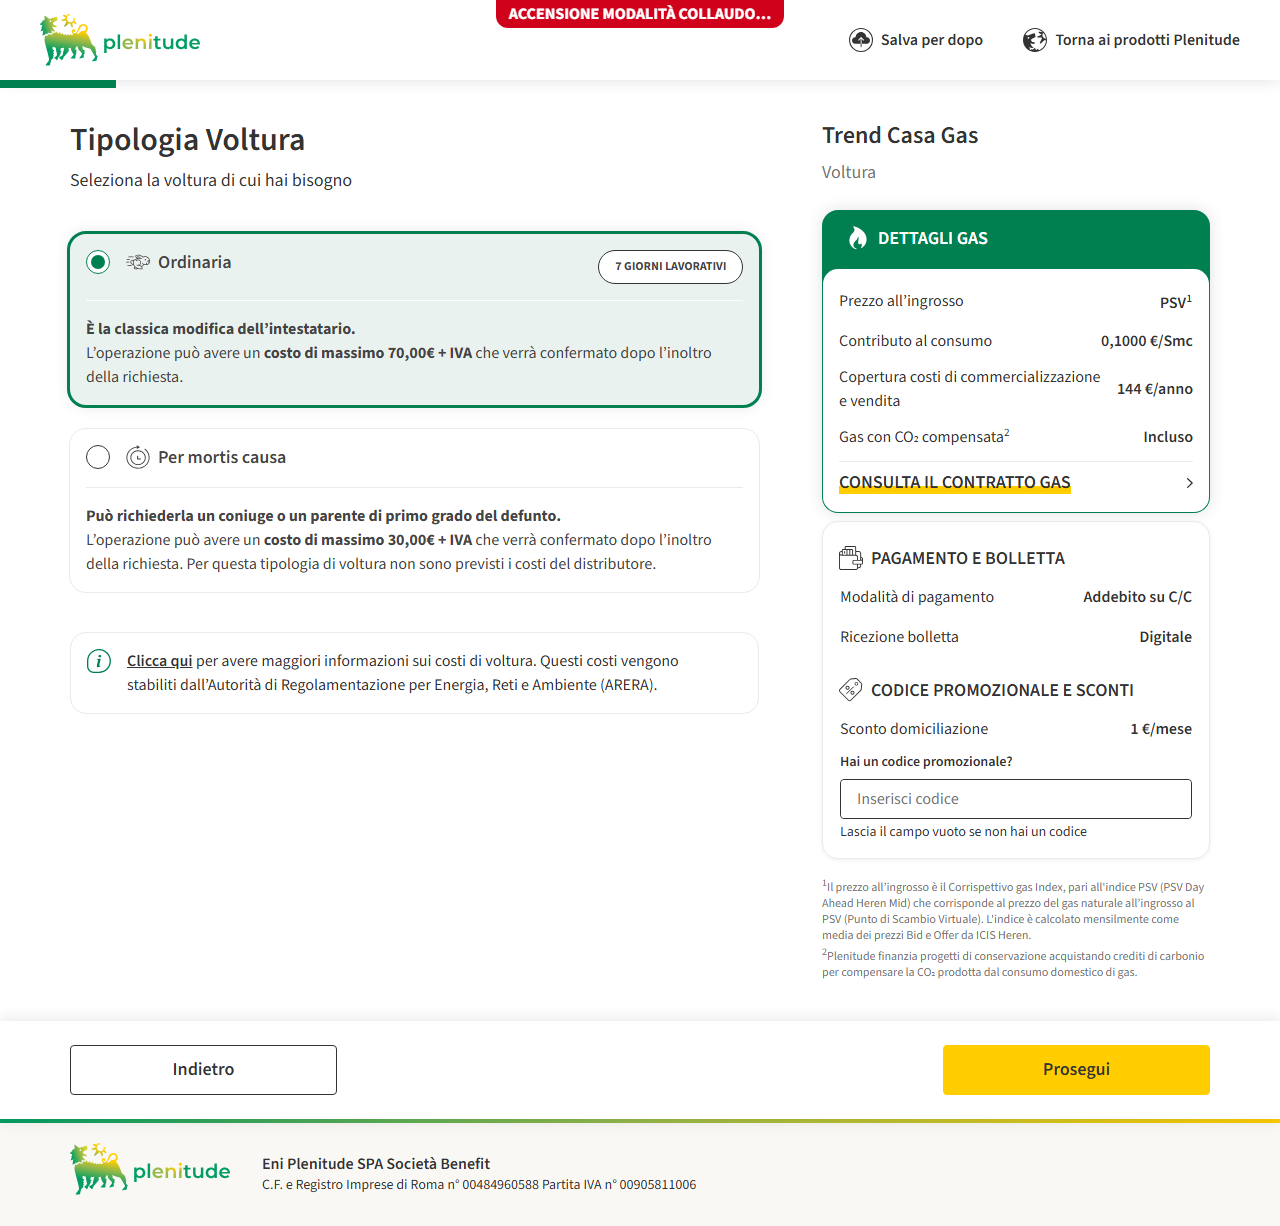 ACCENSIONE MODALITÀ COLLAUDO...
plenitude
Salva per dopo
Torna ai prodotti Plenitude
Tipologia Voltura
Seleziona la voltura di cui hai bisogno
Ordinaria
7 GIORNI LAVORATIVI
È la classica modifica dell’intestatario.
L’operazione può avere un costo di massimo 70,00€ + IVA che verrà confermato dopo l’inoltro
della richiesta.
Per mortis causa
Può richiederla un coniuge o un parente di primo grado del defunto.
L’operazione può avere un costo di massimo 30,00€ + IVA che verrà confermato dopo l’inoltro
della richiesta. Per questa tipologia di voltura non sono previsti i costi del distributore.
i
Clicca qui per avere maggiori informazioni sui costi di voltura. Questi costi vengono
stabiliti dall’Autorità di Regolamentazione per Energia, Reti e Ambiente (ARERA).
Trend Casa Gas
Voltura
DETTAGLI GAS
Prezzo all’ingrosso PSV¹
Contributo al consumo 0,1000 €/Smc
Copertura costi di commercializzazione
e vendita 144 €/anno
Gas con CO₂ compensata² Incluso
CONSULTA IL CONTRATTO GAS
PAGAMENTO E BOLLETTA
Modalità di pagamento Addebito su C/C
Ricezione bolletta Digitale
CODICE PROMOZIONALE E SCONTI
Sconto domiciliazione 1 €/mese
Hai un codice promozionale?
Inserisci codice
Lascia il campo vuoto se non hai un codice
¹Il prezzo all’ingrosso è il Corrispettivo gas Index, pari all'indice PSV (PSV Day
Ahead Heren Mid) che corrisponde al prezzo del gas naturale all’ingrosso al
PSV (Punto di Scambio Virtuale). L’indice è calcolato mensilmente come
media dei prezzi Bid e Offer da ICIS Heren.
²Plenitude finanzia progetti di conservazione acquistando crediti di carbonio
per compensare la CO₂ prodotta dal consumo domestico di gas.
Indietro
Prosegui
plenitude
Eni Plenitude SPA Società Benefit
C.F. e Registro Imprese di Roma n° 00484960588 Partita IVA n° 00905811006